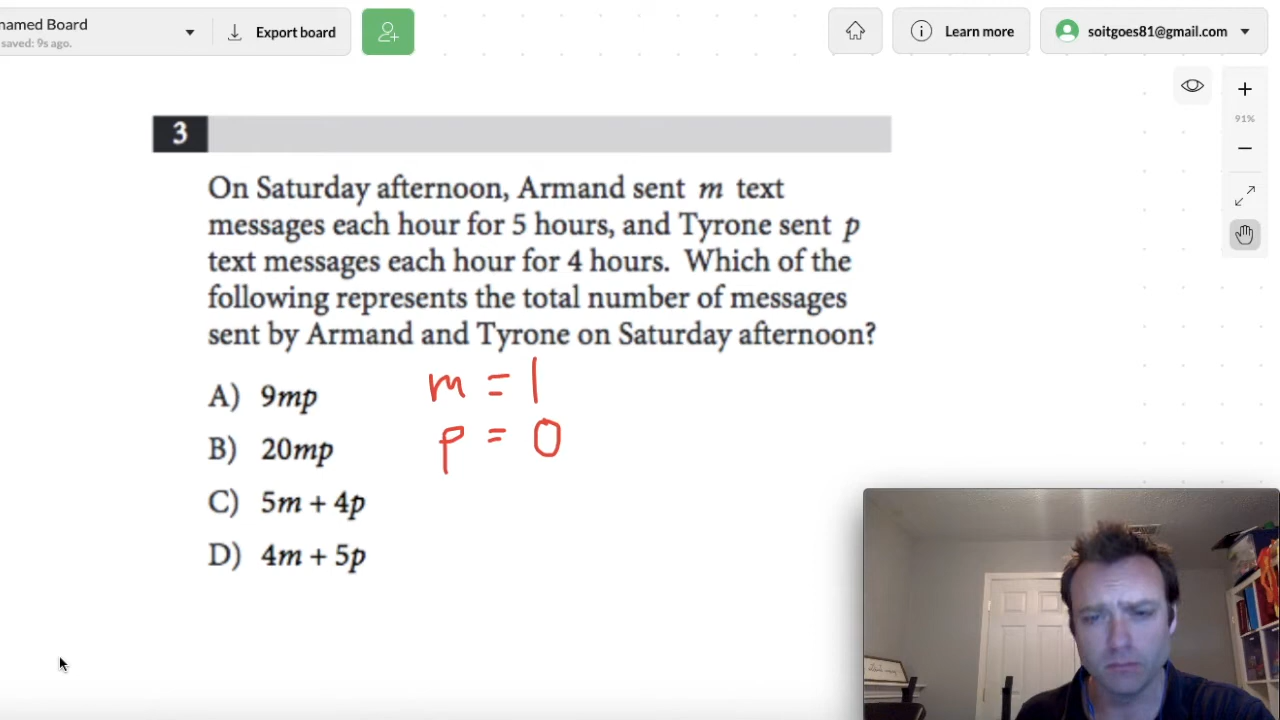 named Board
saved: 9s ago.
Export board
Learn more
soitgoes81@gmail.com
91%
3
On Saturday afternoon, Armand sent m text
messages each hour for 5 hours, and Tyrone sent p
text messages each hour for 4 hours. Which of the
following represents the total number of messages
sent by Armand and Tyrone on Saturday afternoon?
A) 9mp
B) 20mp
C) 5m + 4p
D) 4m + 5p
m = 1
p = 0